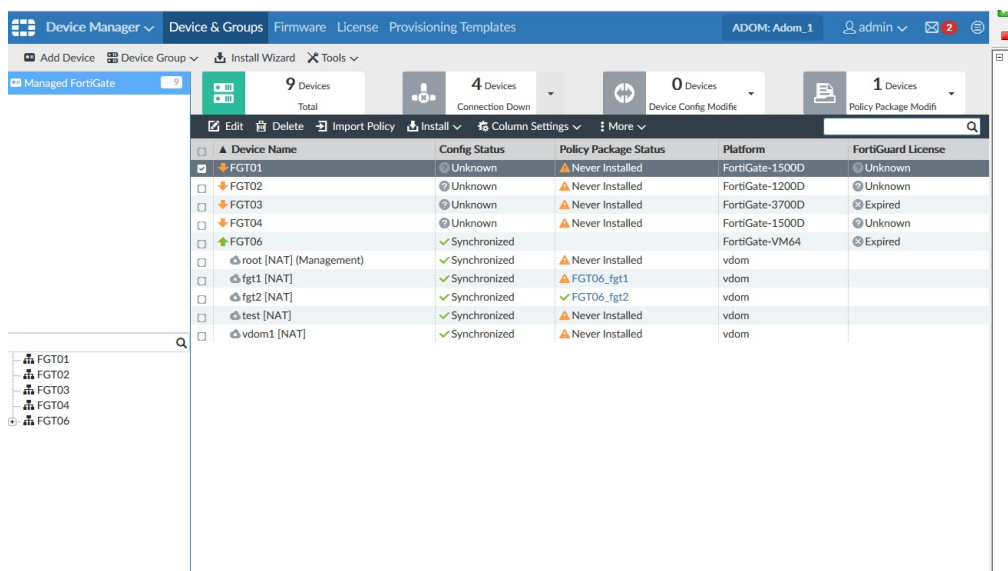 Device Manager Device & Groups Firmware License Provisioning Templates ADOM: Adom_1 admin 2
Add Device Device Group Install Wizard Tools
Managed FortiGate 9
9 Devices Total
4 Devices Connection Down
0 Devices Device Config Modifie
1 Devices Policy Package Modifi
Edit Delete Import Policy Install Column Settings More
Device Name Config Status Policy Package Status Platform FortiGuard License
FGT01 Unknown Never Installed FortiGate-1500D Unknown
FGT02 Unknown Never Installed FortiGate-1200D Unknown
FGT03 Unknown Never Installed FortiGate-3700D Expired
FGT04 Unknown Never Installed FortiGate-1500D Unknown
FGT06 Synchronized FortiGate-VM64 Expired
root [NAT] (Management) Synchronized Never Installed vdom
fgt1 [NAT] Synchronized FGT06_fgt1 vdom
fgt2 [NAT] Synchronized FGT06_fgt2 vdom
test [NAT] Synchronized Never Installed vdom
vdom1 [NAT] Synchronized Never Installed vdom
FGT01
FGT02
FGT03
FGT04
FGT06